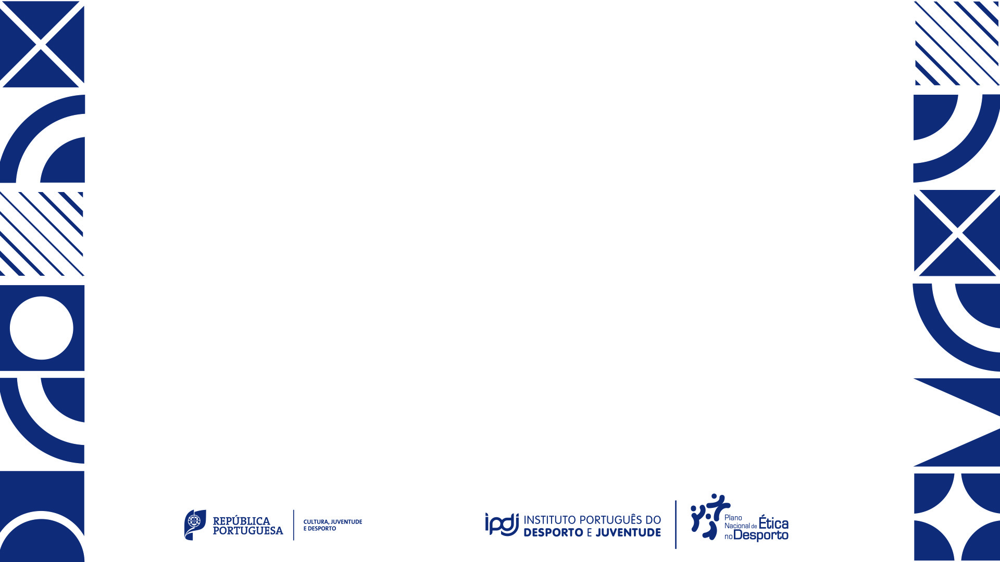 REPÚBLICA
PORTUGUESA
CULTURA, JUVENTUDE
E DESPORTO
ipdj
INSTITUTO PORTUGUÊS DO
DESPORTO E JUVENTUDE
Plano
Nacional de Ética
no Desporto